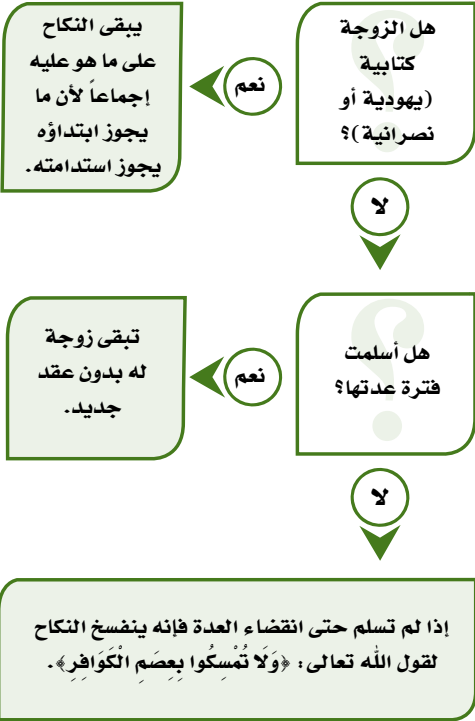 هل الزوجة
كتابية
(يهودية أو
نصرانية)؟
نعم
يبقى النكاح
على ما هو عليه
إجماعاً لأن ما
يجوز ابتداؤه
يجوز استدامته.
لا
هل أسلمت
فترة عدتها؟
نعم
تبقى زوجة
له بدون عقد
جديد.
لا
إذا لم تسلم حتى انقضاء العدة فإنه ينفسخ النكاح
لقول الله تعالى: ﴿وَلَا تُمْسِكُوا بِعِصَمِ الْكَوَافِرِ﴾.